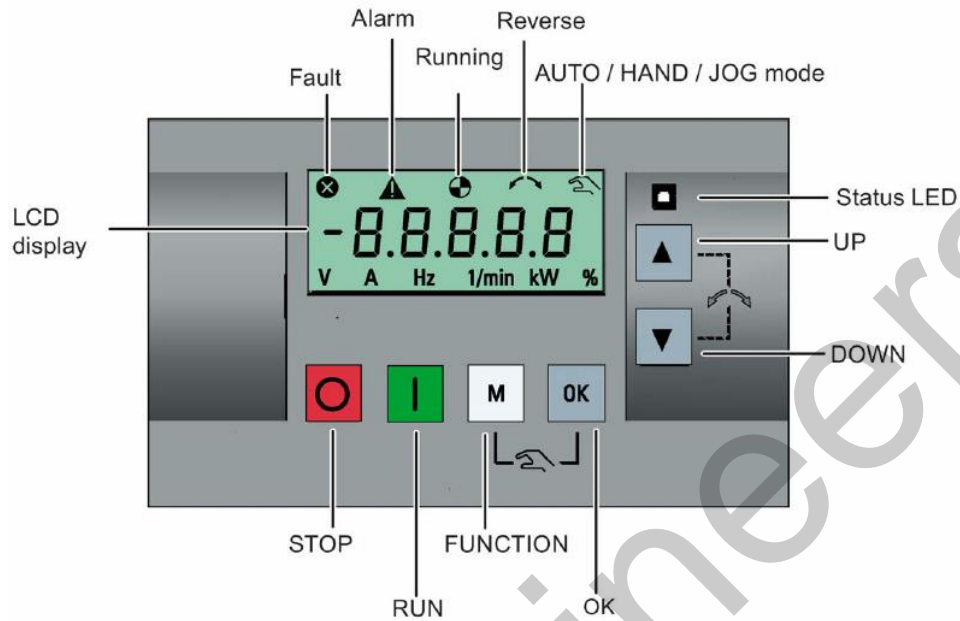 Alarm
Reverse
Running
Fault
AUTO / HAND / JOG mode
LCD
display
-8.8.8.8.8
V A Hz 1/min kW %
Status LED
UP
DOWN
M OK
STOP
FUNCTION
RUN
OK
ineers